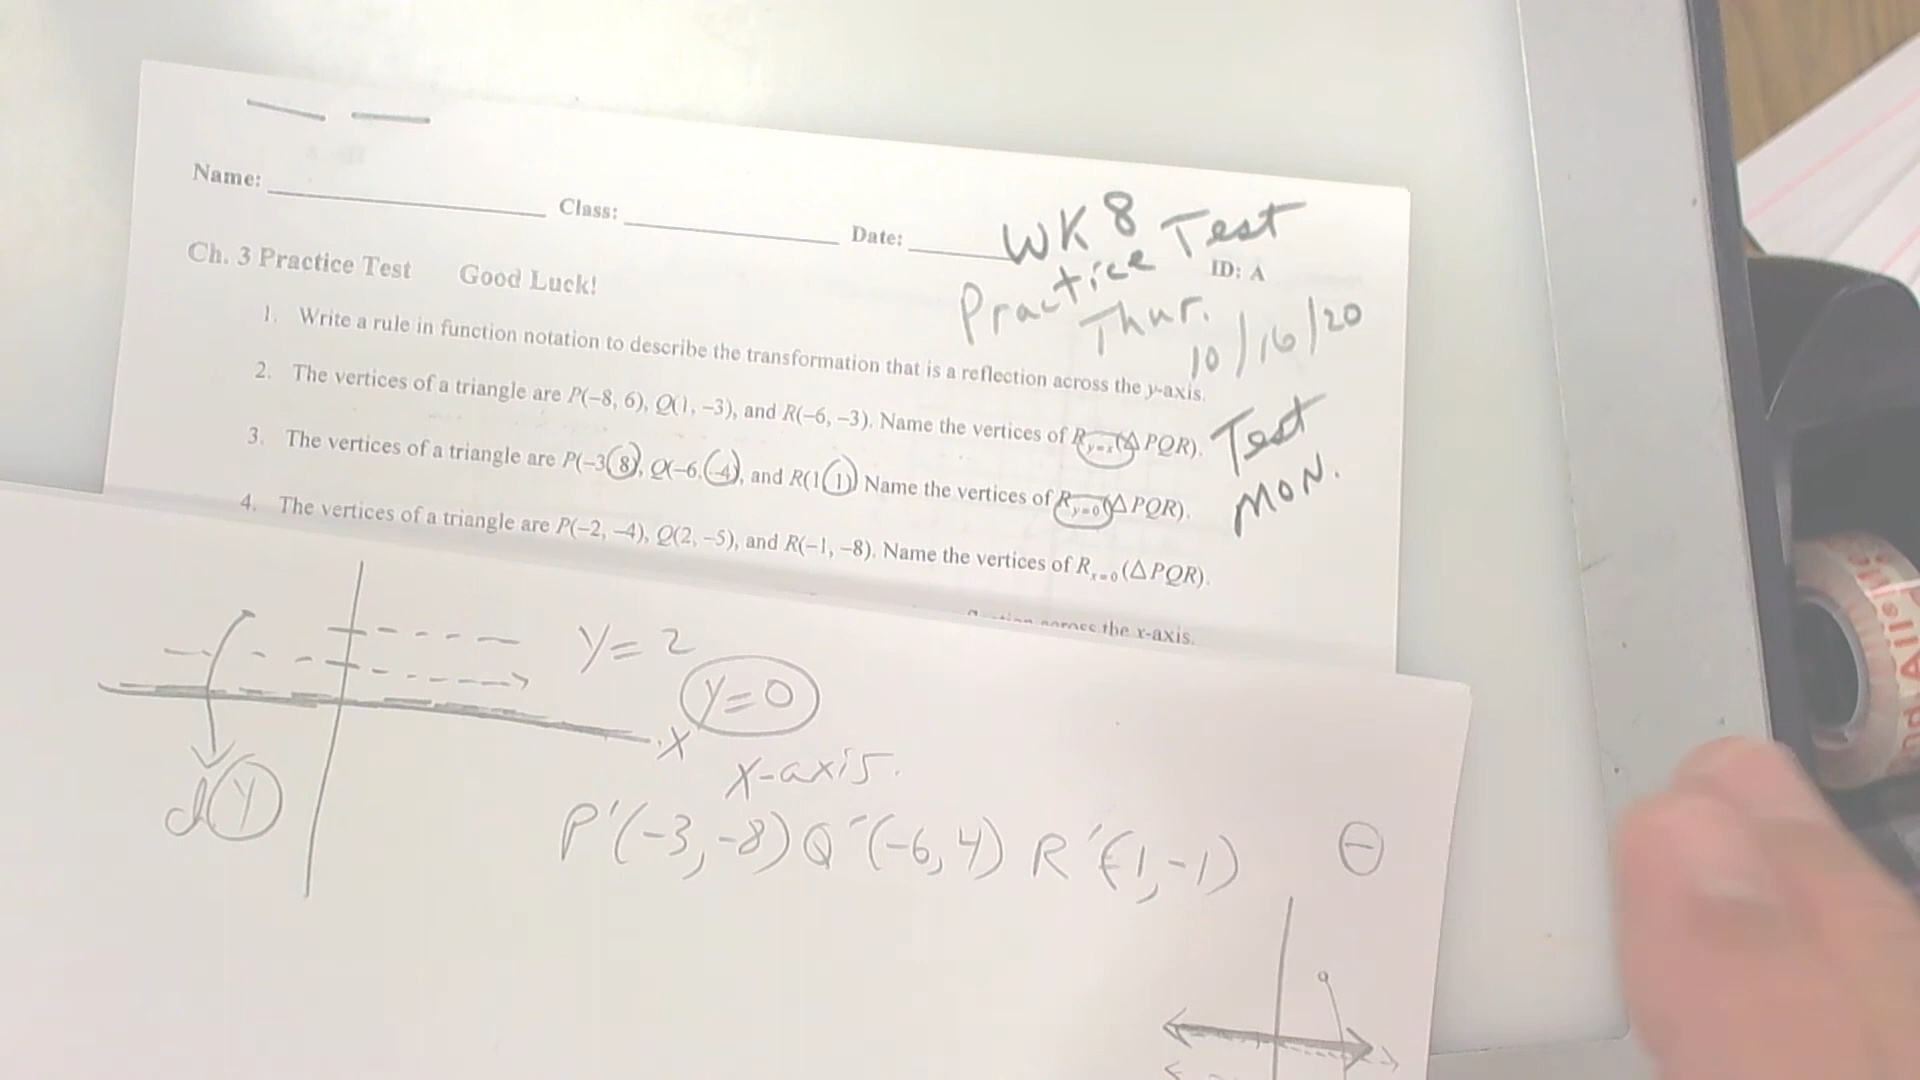 Name: Class: Date:
WK 8 Test
Practice
ID: A
Ch. 3 Practice Test Good Luck!
Thur.
10/16/20
1. Write a rule in function notation to describe the transformation that is a reflection across the y-axis.
2. The vertices of a triangle are P(−8, 6), Q(1, −3), and R(−6, −3). Name the vertices of R y=x (△PQR).
Test
Mon.
3. The vertices of a triangle are P(−3, 8), Q(−6, −4), and R(1, 1). Name the vertices of R y=0 (△PQR).
4. The vertices of a triangle are P(−2, −4), Q(2, −5), and R(−1, −8). Name the vertices of R x=0 (△PQR).
across the x-axis.
y=2
y=0
x
x-axis.
P'(-3,-8) Q'(-6,4) R'(1,-1)